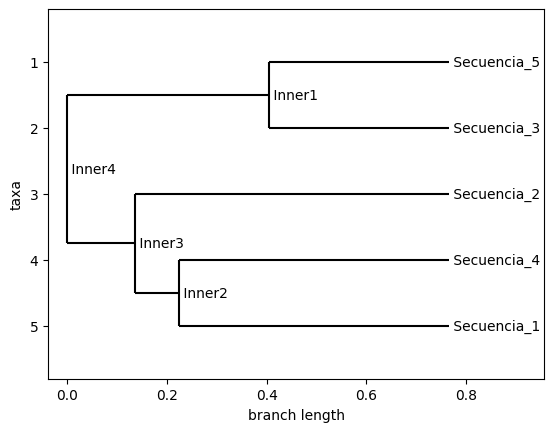 1
Secuencia_5
Inner1
2
Secuencia_3
Inner4
3
Secuencia_2
Inner3
4
Secuencia_4
Inner2
5
Secuencia_1
taxa
0.0
0.2
0.4
0.6
0.8
branch length